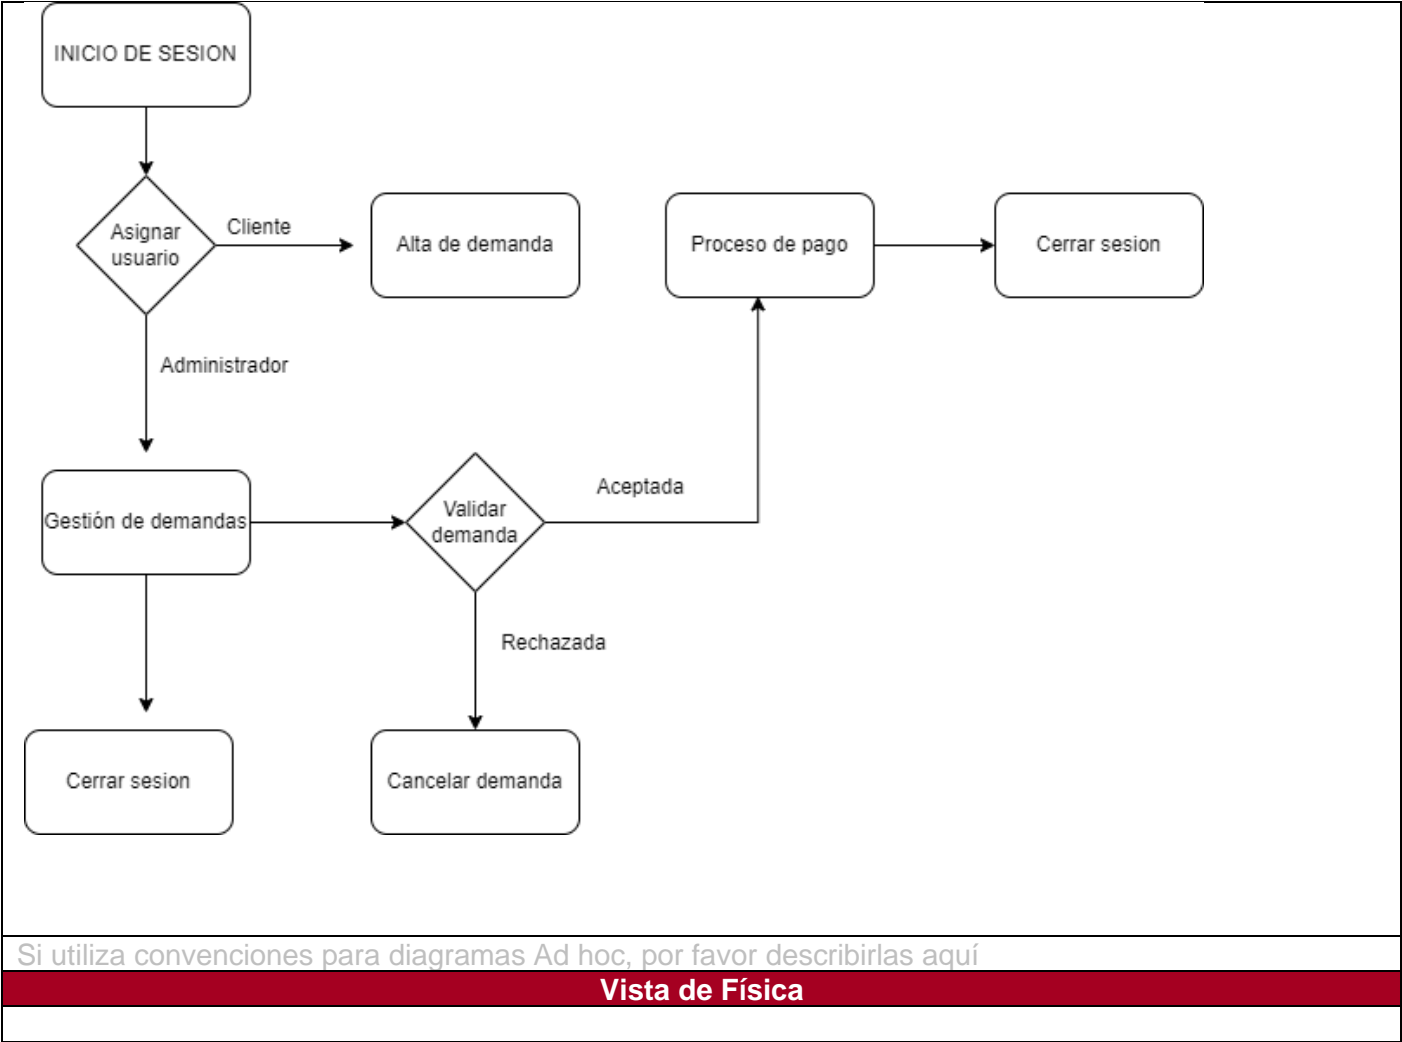 INICIO DE SESION
Asignar
usuario
Cliente
Alta de demanda
Proceso de pago
Cerrar sesion
Administrador
Gestión de demandas
Validar
demanda
Aceptada
Rechazada
Cerrar sesion
Cancelar demanda
Si utiliza convenciones para diagramas Ad hoc, por favor describirlas aquí
Vista de Física